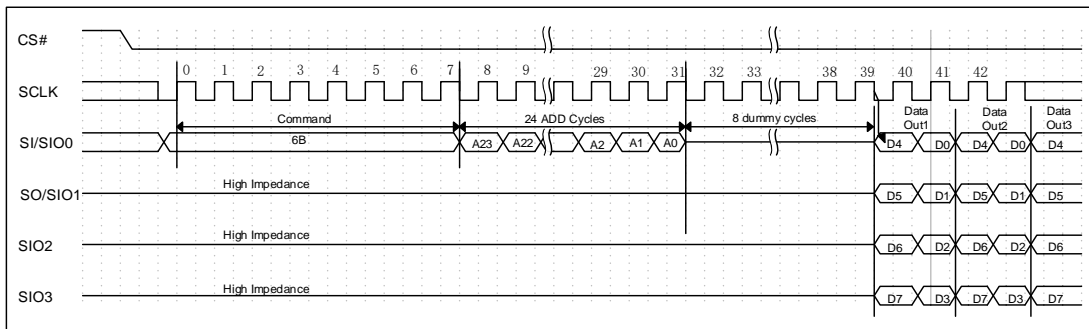 CS#
0 1 2 3 4 5 6 7 8 9 29 30 31 32 33 38 39 40 41 42
SCLK
Command 24 ADD Cycles 8 dummy cycles Data Out1 Data Out2 Data Out3
SI/SIO0 6B A23 A22 A2 A1 A0 D4 D0 D4 D0 D4
High Impedance
SO/SIO1 D5 D1 D5 D1 D5
High Impedance
SIO2 D6 D2 D6 D2 D6
High Impedance
SIO3 D7 D3 D7 D3 D7